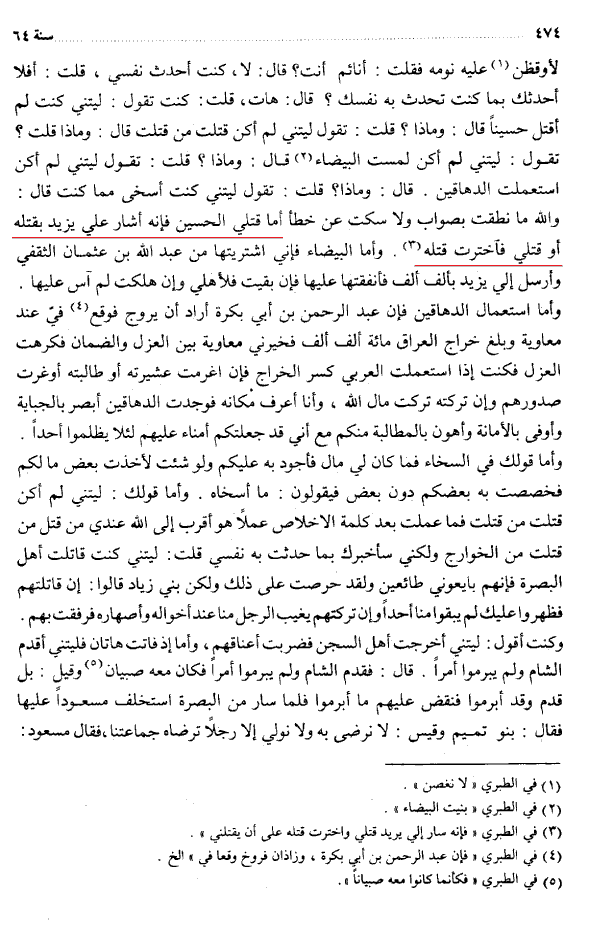 ٤٧٤ ........ سنة ٦٤
لأوقظن (١) عليه نومه فقلت : أنائم أنت؟ قال: لا، كنت أحدث نفسي ، قلت : أفلا
أحدثك بما كنت تحدث به نفسك ؟ قال: هات، قلت: كنت تقول : ليتني كنت لم
أقتل حسيناً قال : وماذا ؟ قلت : تقول ليتني لم أكن قتلت من قتلت قال : وماذا قلت ؟
تقول : ليتني لم أكن لمست البيضاء (٢) قال : وماذا ؟ قلت : تقول ليتني لم أكن
استعملت الدهاقين . قال : وماذا؟ قلت : تقول ليتني كنت أسخى مما كنت قال :
والله ما نطقت بصواب ولا سكت عن خطأ أما قتلي الحسين فإنه أشار علي يزيد بقتله
أو قتلي فآخترت قتله (٣) . وأما البيضاء فإني اشتريتها من عبد الله بن عثمان الثقفي
وأرسل إلي يزيد بألف ألف فأنفقتها عليها فإن بقيت فلأهلي وإن هلكت لم آس عليها .
وأما استعمال الدهاقين فإن عبد الرحمن بن أبي بكرة أراد أن يروج فوقع (٤) فيّ عند
معاوية وبلغ خراج العراق مائة ألف ألف فخيرني معاوية بين العزل والضمان فكرهت
العزل فكنت إذا استعملت العربي كسر الخراج فإن اغرمت عشيرته أو طالبته أوغرت
صدورهم وإن تركته تركت مال الله ، وأنا أعرف مكانه فوجدت الدهاقين أبصر بالجباية
وأوفى بالأمانة وأهون بالمطالبة منكم مع أني قد جعلتكم أمناء عليهم لئلا يظلموا أحداً .
وأما قولك في السخاء فما كان لي مال فأجود به عليكم ولو شئت لأخذت بعض ما لكم
فخصصت به بعضكم دون بعض فيقولون : ما أسخاه . وأما قولك : ليتني لم أكن
قتلت من قتلت فما عملت بعد كلمة الاخلاص عملاً هو أقرب إلى الله عندي من قتل من
قتلت من الخوارج ولكني سأخبرك بما حدثت به نفسي قلت: ليتني كنت قاتلت أهل
البصرة فإنهم بايعوني طائعين ولقد حرصت على ذلك ولكن بني زياد قالوا: إن قاتلتهم
فظهروا عليك لم يبقوا منا أحداً وإن تركتهم يغيب الرجل منا عند أخواله وأصهاره فرفقت بهم .
وكنت أقول: ليتني أخرجت أهل السجن فضربت أعناقهم، وأما إذ فاتت هاتان فليتني أقدم
الشام ولم يبرموا أمراً . قال : فقدم الشام ولم يبرموا أمراً فكان معه صبيان (٥) وقيل : بل
قدم وقد أبرموا فنقض عليهم ما أبرموا فلما سار من البصرة استخلف مسعوداً عليها
فقال : بنو تميم وقيس : لا نرضى به ولا نولي إلا رجلاً ترضاه جماعتنا، فقال مسعود:
(١) في الطبري « لا نغصن » .
(٢) في الطبري « بنيت البيضاء » .
(٣) في الطبري « فإنه سار إلي يريد قتلي واخترت قتله على أن يقتلني » .
(٤) في الطبري « فإن عبد الرحمن بن أبي بكرة ، وزاذان فروخ وقعا في » الخ .
(٥) في الطبري « فكأنما كانوا معه صبياناً ».